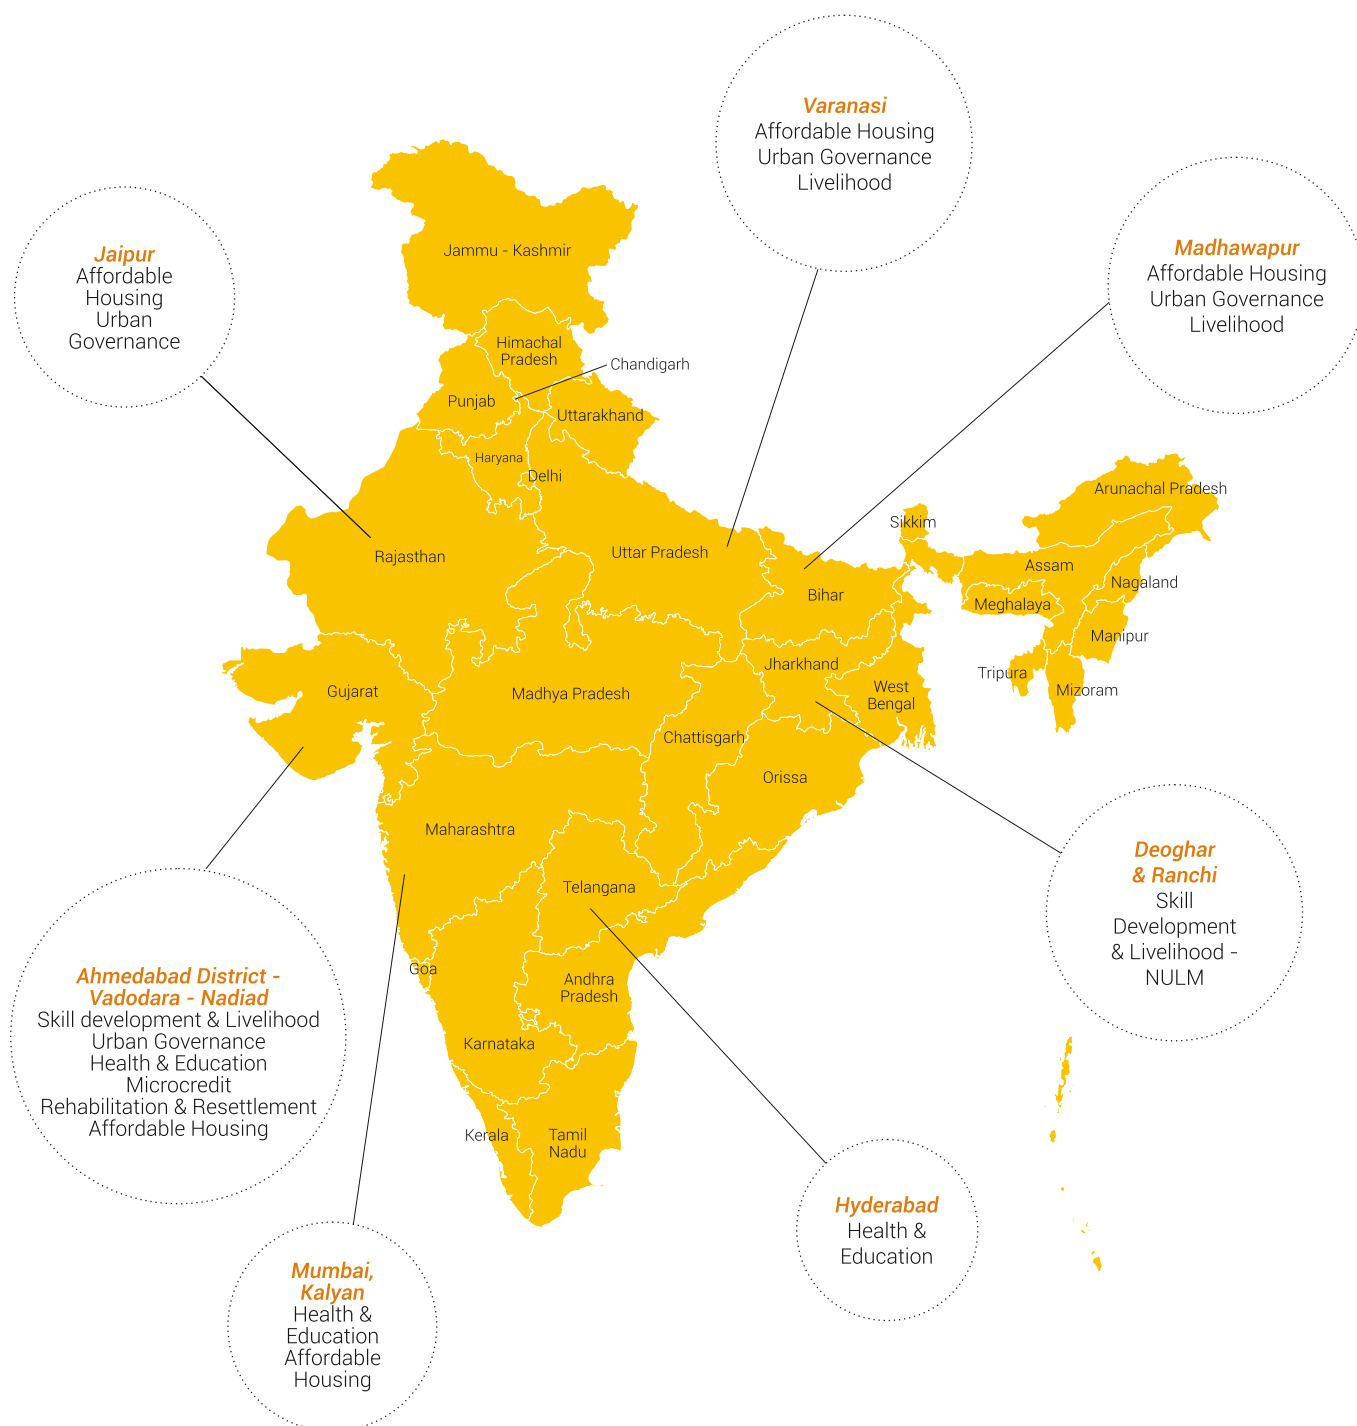 Varanasi
Affordable Housing
Urban Governance
Livelihood
Madhawapur
Affordable Housing
Urban Governance
Livelihood
Jaipur
Affordable
Housing
Urban
Governance
Jammu - Kashmir
Himachal
Pradesh
Chandigarh
Punjab
Uttarakhand
Haryana
Delhi
Arunachal Pradesh
Sikkim
Rajasthan
Uttar Pradesh
Assam
Nagaland
Bihar
Meghalaya
Manipur
Jharkhand
Tripura
Mizoram
Gujarat
Madhya Pradesh
West
Bengal
Chattisgarh
Orissa
Maharashtra
Telangana
Goa
Andhra
Pradesh
Karnataka
Kerala
Tamil
Nadu
Deoghar
& Ranchi
Skill
Development
& Livelihood -
NULM
Ahmedabad District -
Vadodara - Nadiad
Skill development & Livelihood
Urban Governance
Health & Education
Microcredit
Rehabilitation & Resettlement
Affordable Housing
Hyderabad
Health &
Education
Mumbai,
Kalyan
Health &
Education
Affordable
Housing